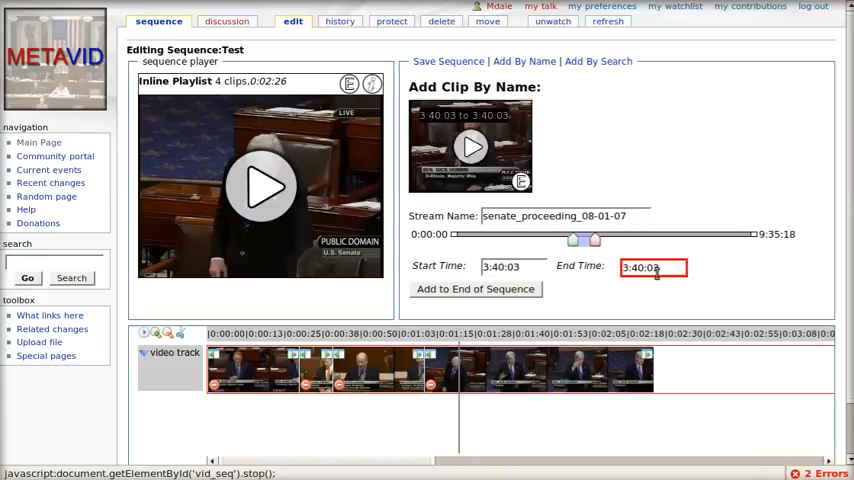 Mdale my talk my preferences my watchlist my contributions log out
sequence discussion edit history protect delete move unwatch refresh
METAVID
Editing Sequence:Test
sequence player
Save Sequence | Add By Name | Add By Search
Inline Playlist 4 clips,0:02:26
E i
Add Clip By Name:
LIVE
3:40:03 to 3:40:03
SEN. DICK DURBIN
E
PUBLIC DOMAIN
U.S. Senate
navigation
Main Page
Community portal
Current events
Recent changes
Random page
Help
Donations
search
Go Search
toolbox
What links here
Related changes
Upload file
Special pages
Stream Name: senate_proceeding_08-01-07
0:00:00 9:35:18
Start Time: 3:40:03 End Time: 3:40:03
Add to End of Sequence
|0:00:00 |0:00:13 |0:00:25 |0:00:38 |0:00:50 |0:01:03 |0:01:15 |0:01:28 |0:01:40 |0:01:53 |0:02:05 |0:02:18 |0:02:30 |0:02:43 |0:02:55 |0:03:08 |0:0
video track
javascript:document.getElementById('vid_seq').stop();
2 Errors